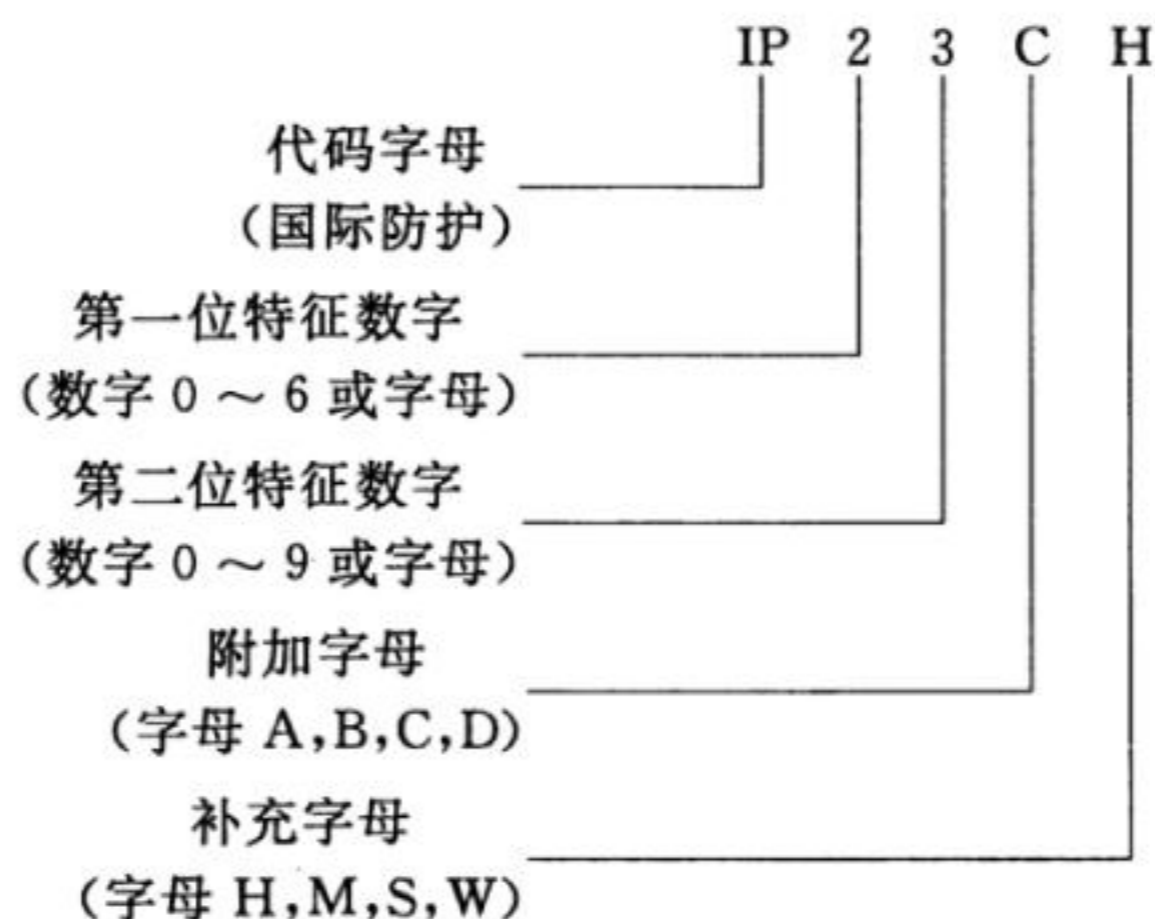 IP 2 3 C H
代码字母
(国际防护)
第一位特征数字
(数字 0 ～ 6 或字母)
第二位特征数字
(数字 0 ～ 9 或字母)
附加字母
(字母 A,B,C,D)
补充字母
(字母 H,M,S,W)